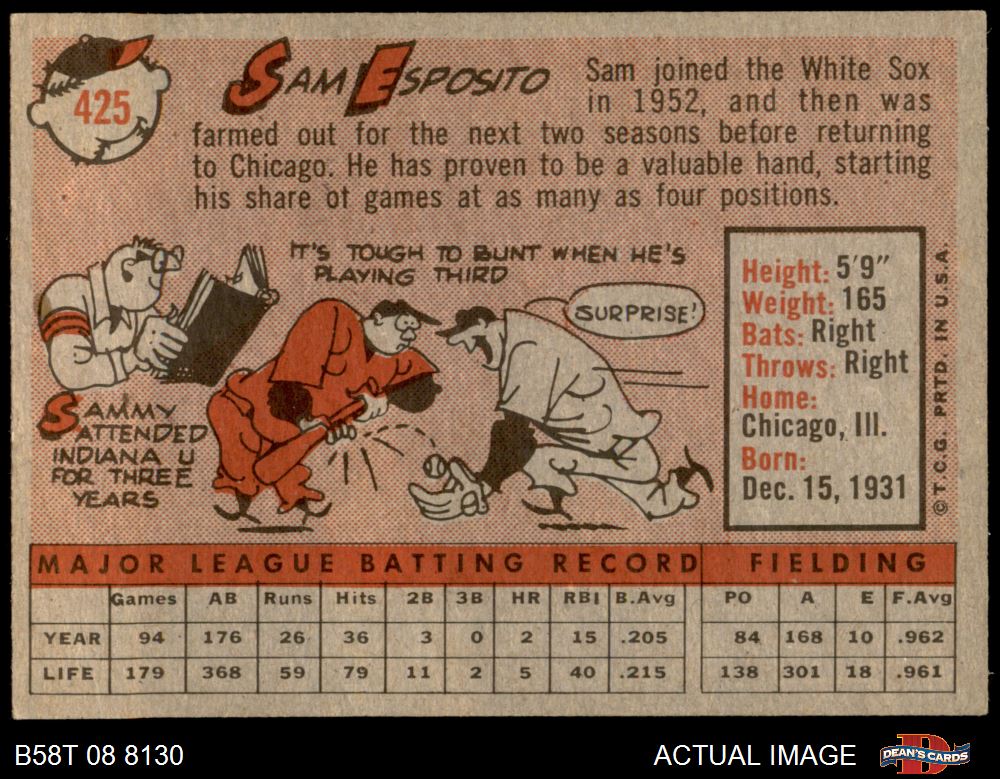 425
SAM ESPOSITO
Sam joined the White Sox
in 1952, and then was
farmed out for the next two seasons before returning
to Chicago. He has proven to be a valuable hand, starting
his share of games at as many as four positions.
IT'S TOUGH TO BUNT WHEN HE'S
PLAYING THIRD
SURPRISE!
SAMMY
ATTENDED
INDIANA U
FOR THREE
YEARS
Height: 5'9"
Weight: 165
Bats: Right
Throws: Right
Home:
Chicago, Ill.
Born:
Dec. 15, 1931
© T.C.G. PRTD. IN U.S.A.
MAJOR LEAGUE BATTING RECORD FIELDING
Games AB Runs Hits 2B 3B HR RBI B.Avg PO A E F.Avg
YEAR 94 176 26 36 3 0 2 15 .205 84 168 10 .962
LIFE 179 368 59 79 11 2 5 40 .215 138 301 18 .961
B58T 08 8130 ACTUAL IMAGE DEAN'S CARDS